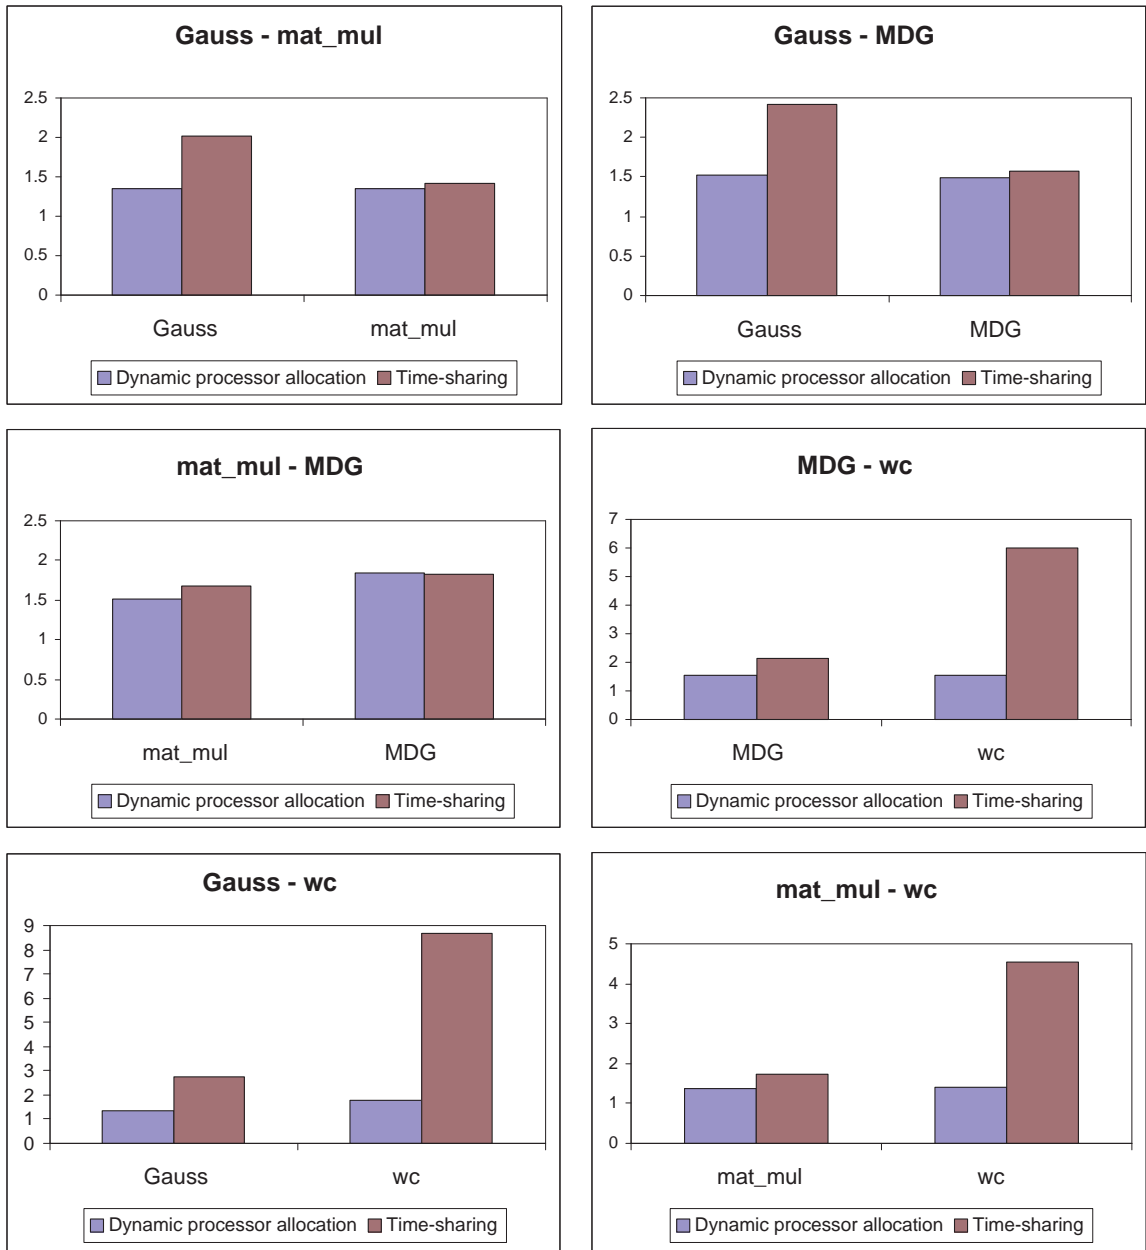 Gauss - mat_mul
2.5
2
1.5
1
0.5
0
Gauss mat_mul
Dynamic processor allocation Time-sharing
Gauss - MDG
2.5
2
1.5
1
0.5
0
Gauss MDG
Dynamic processor allocation Time-sharing
mat_mul - MDG
2.5
2
1.5
1
0.5
0
mat_mul MDG
Dynamic processor allocation Time-sharing
MDG - wc
7
6
5
4
3
2
1
0
MDG wc
Dynamic processor allocation Time-sharing
Gauss - wc
9
8
7
6
5
4
3
2
1
0
Gauss wc
Dynamic processor allocation Time-sharing
mat_mul - wc
5
4
3
2
1
0
mat_mul wc
Dynamic processor allocation Time-sharing